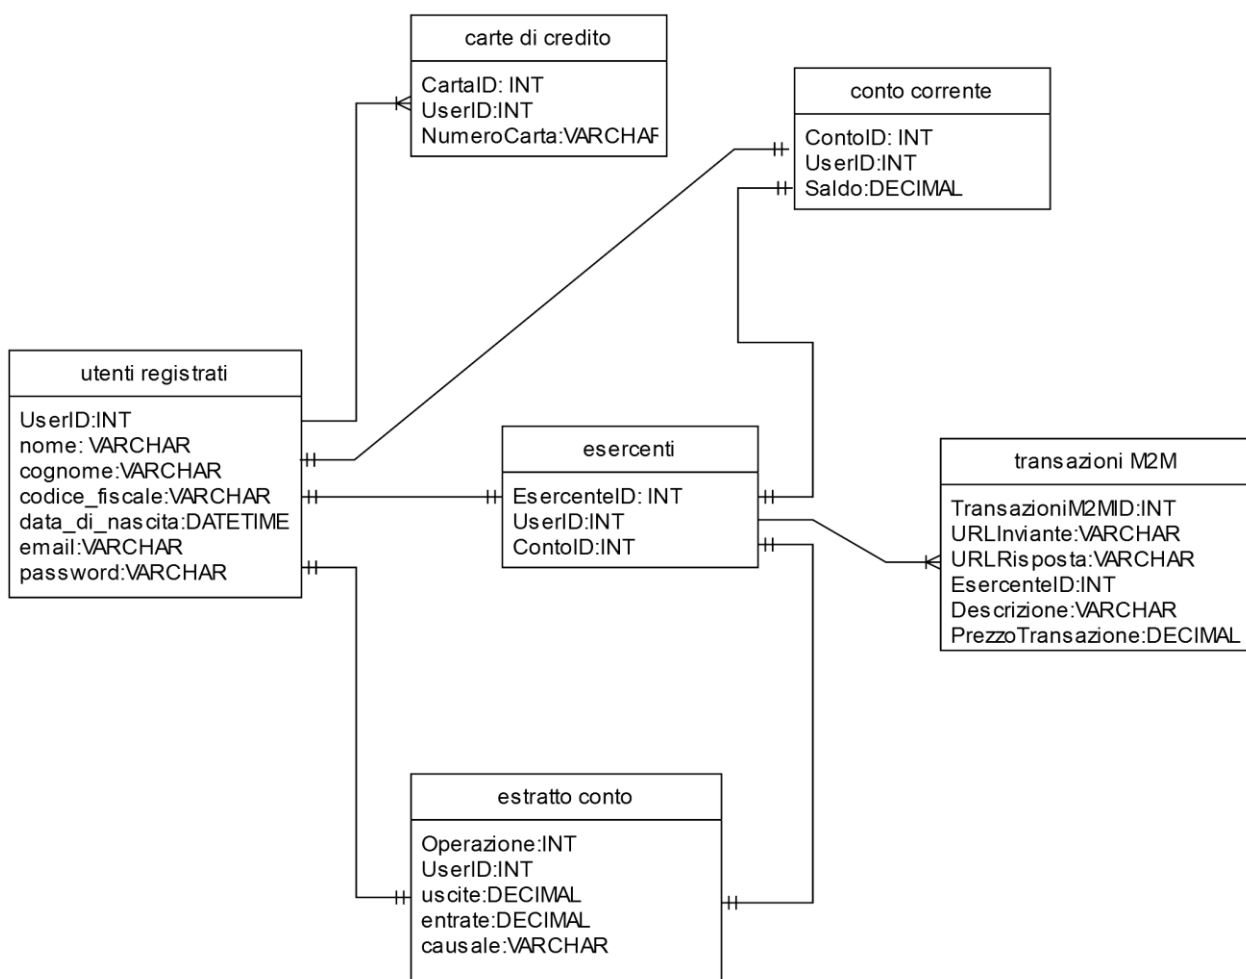 carte di credito
CartaID: INT
UserID:INT
NumeroCarta:VARCHAR
conto corrente
ContoID: INT
UserID:INT
Saldo:DECIMAL
utenti registrati
UserID:INT
nome: VARCHAR
cognome:VARCHAR
codice_fiscale:VARCHAR
data_di_nascita:DATETIME
email:VARCHAR
password:VARCHAR
esercenti
EsercenteID: INT
UserID:INT
ContoID:INT
transazioni M2M
TransazioniM2MID:INT
URLInviante:VARCHAR
URLRisposta:VARCHAR
EsercenteID:INT
Descrizione:VARCHAR
PrezzoTransazione:DECIMAL
estratto conto
Operazione:INT
UserID:INT
uscite:DECIMAL
entrate:DECIMAL
causale:VARCHAR